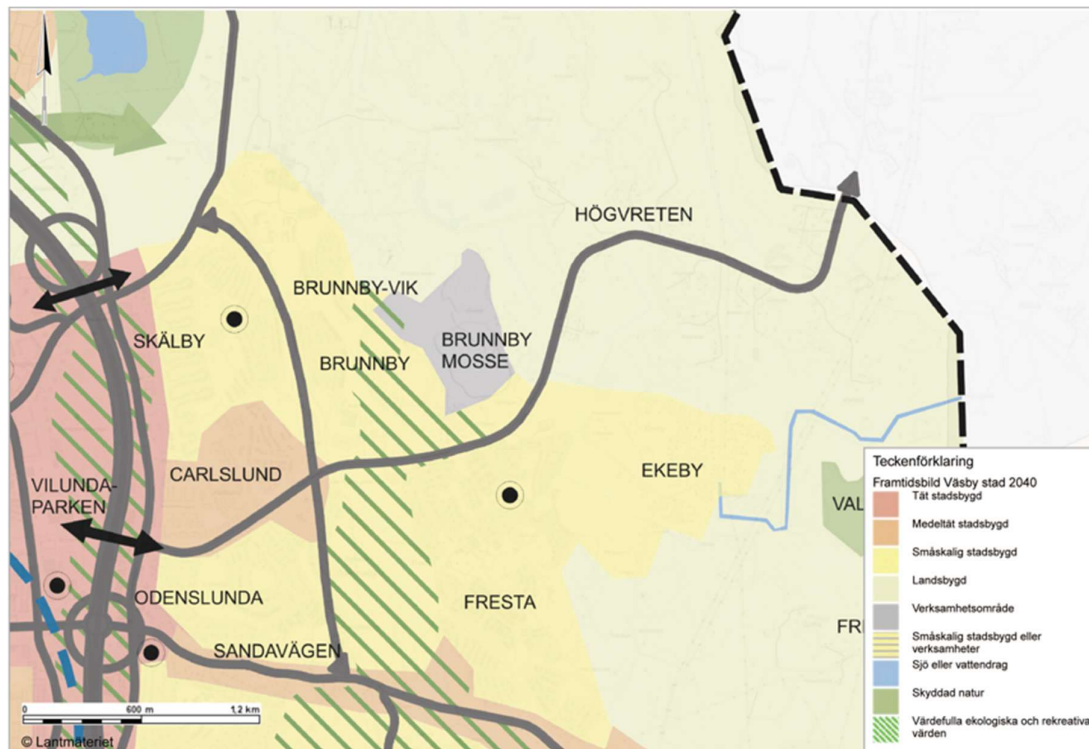 HÖGVRETEN
BRUNNBY-VIK
SKÄLBY
BRUNNBY
BRUNNBY
MOSSE
CARLSLUND
EKEBY
VILUNDA-
PARKEN
ODENSLUNDA
FRESTA
SANDAVÄGEN
VAL
FRE
0 600 m 1,2 km
© Lantmäteriet
Teckenförklaring
Framtidsbild Väsby stad 2040
Tät stadsbygd
Medeltät stadsbygd
Småskalig stadsbygd
Landsbygd
Verksamhetsområde
Småskalig stadsbygd eller
verksamheter
Sjö eller vattendrag
Skyddad natur
Värdefulla ekologiska och rekreativa
värden